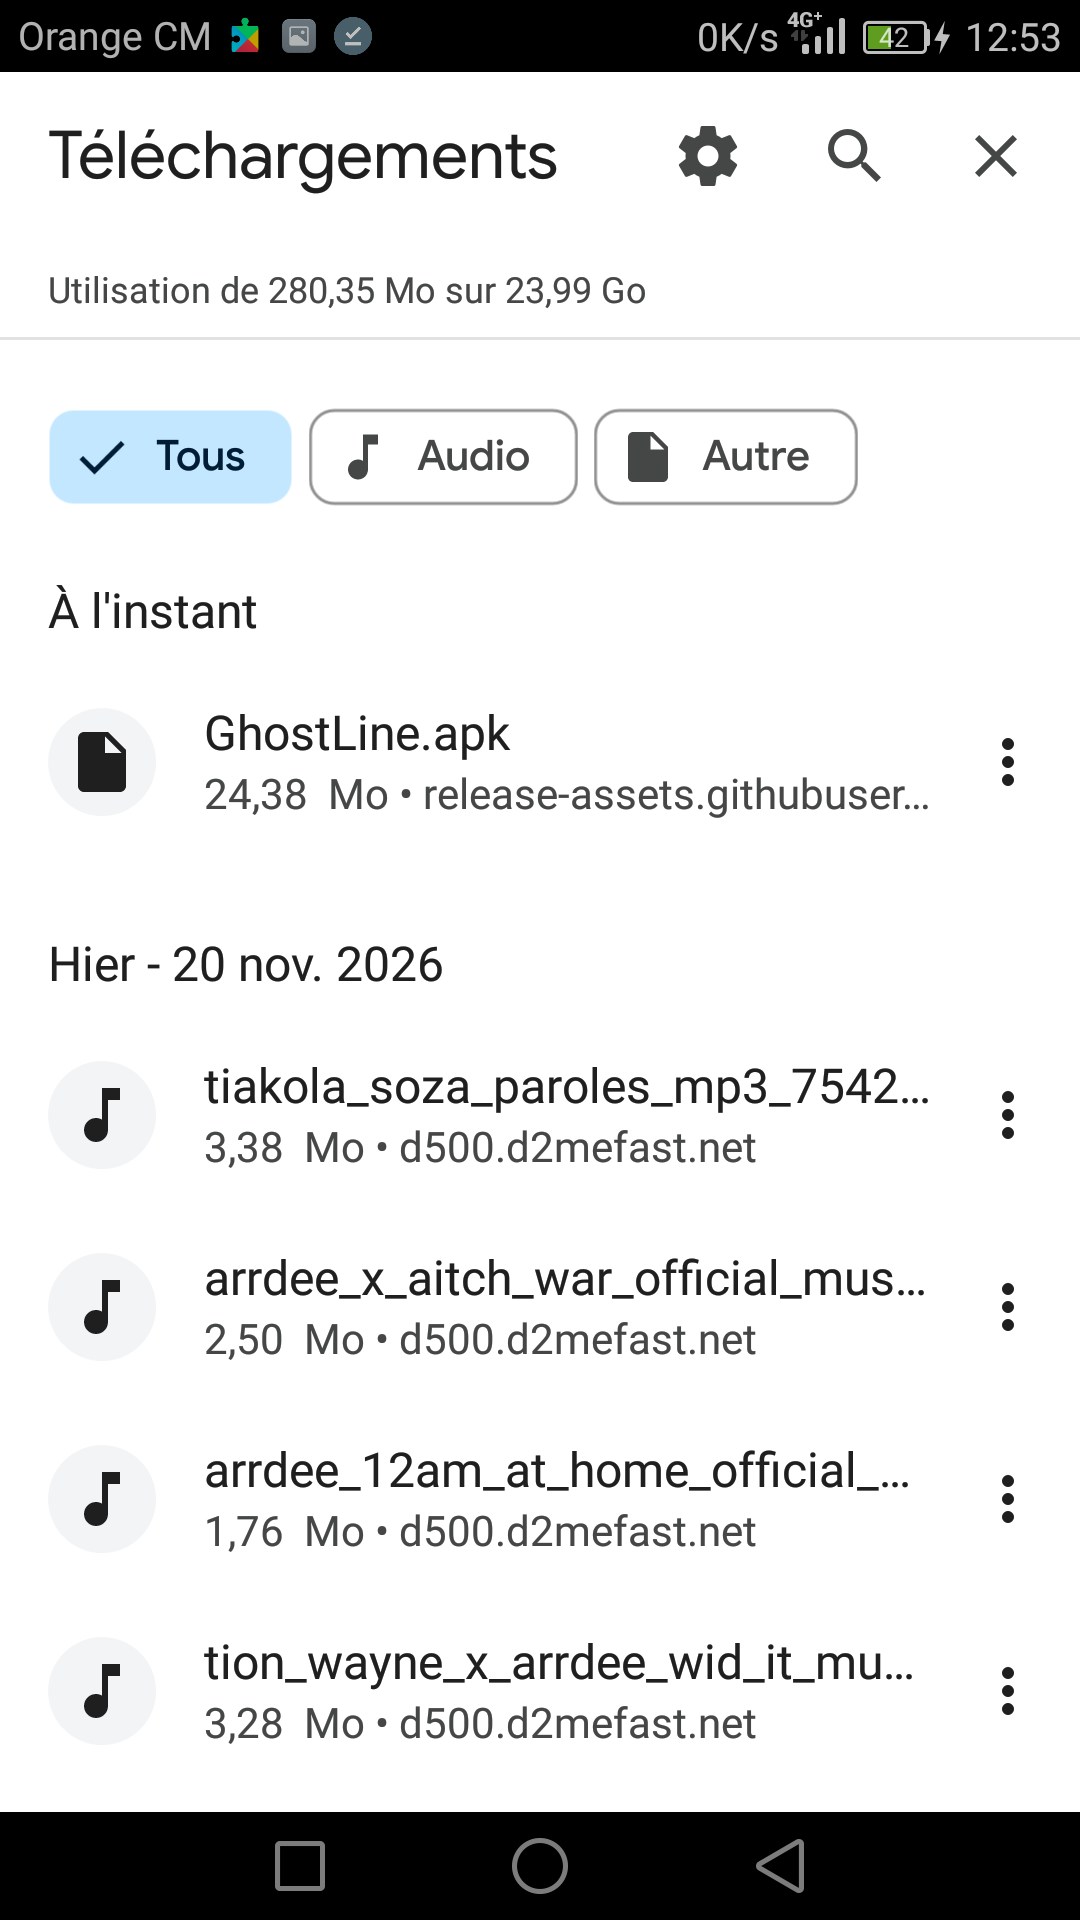 Orange CM 0K/s 4G+ 42 12:53
Téléchargements
Utilisation de 280,35 Mo sur 23,99 Go
Tous Audio Autre
À l'instant
GhostLine.apk
24,38 Mo • release-assets.githubuser...
Hier - 20 nov. 2026
tiakola_soza_paroles_mp3_7542...
3,38 Mo • d500.d2mefast.net
arrdee_x_aitch_war_official_mus...
2,50 Mo • d500.d2mefast.net
arrdee_12am_at_home_official_...
1,76 Mo • d500.d2mefast.net
tion_wayne_x_arrdee_wid_it_mu...
3,28 Mo • d500.d2mefast.net